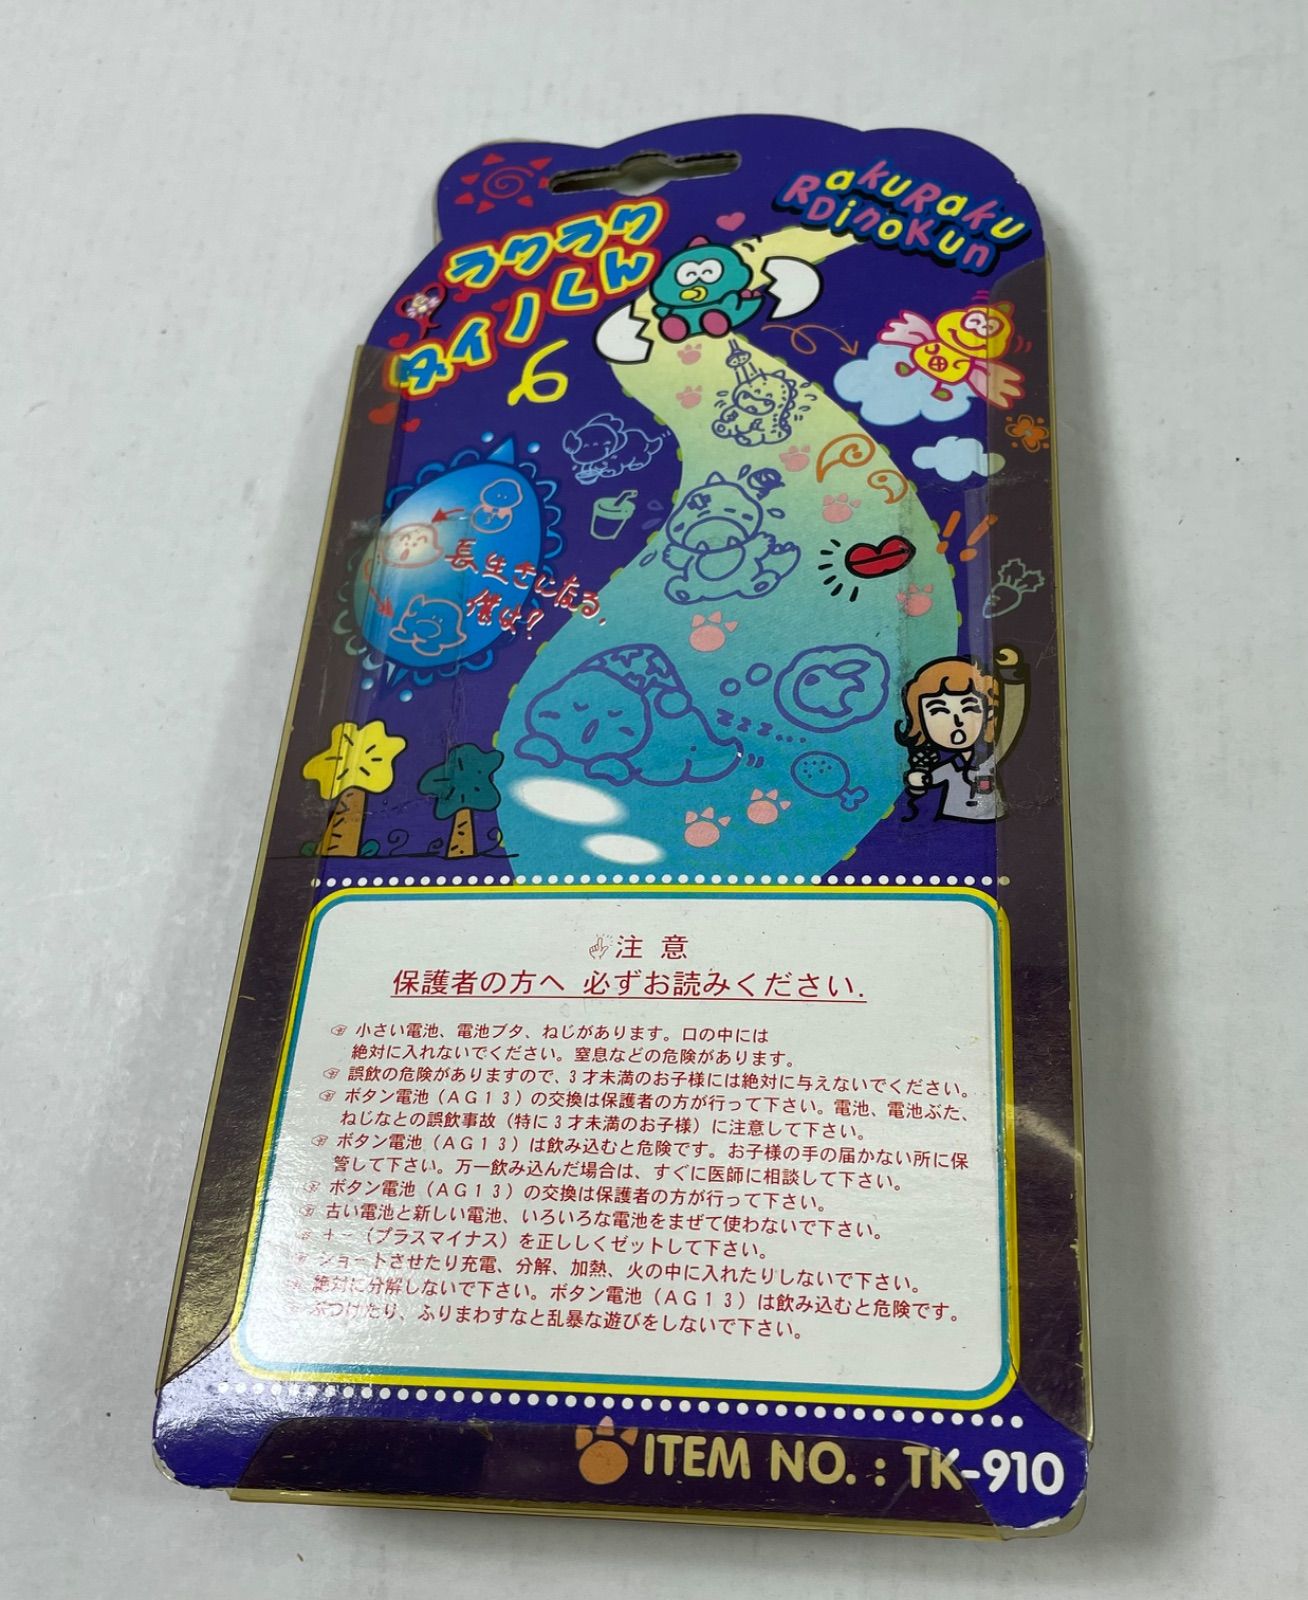 ラクラク
ダイノくん
RakuRaku
DinoKun
長生きになる、
僕は?
!!
zzz...
注 意
保護者の方へ 必ずお読みください.
小さい電池、電池ブタ、ねじがあります。口の中には
絶対に入れないでください。窒息などの危険があります。
誤飲の危険がありますので、3才未満のお子様には絶対に与えないでください。
ボタン電池(AG13)の交換は保護者の方が行って下さい。電池、電池ぶた、
ねじなとの誤飲事故(特に3才未満のお子様)に注意して下さい。
ボタン電池(AG13)は飲み込むと危険です。お子様の手の届かない所に保
管して下さい。万一飲み込んだ場合は、すぐに医師に相談して下さい。
ボタン電池(AG13)の交換は保護者の方が行って下さい。
古い電池と新しい電池、いろいろな電池をまぜて使わないで下さい。
+-(プラスマイナス)を正ししくゼットして下さい。
ショートさせたり充電、分解、加熱、火の中に入れたりしないで下さい。
絶対に分解しないで下さい。ボタン電池(AG13)は飲み込むと危険です。
ぶつけたり、ふりまわすなと乱暴な遊びをしないで下さい。
ITEM NO. : TK-910